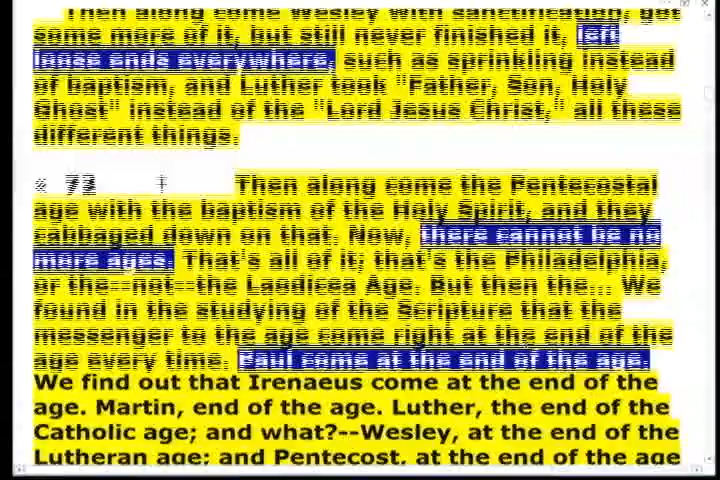 Then along come Wesley with sanctification, got
some more of it, but still never finished it, left
loose ends everywhere, such as sprinkling instead
of baptism, and Luther took "Father, Son, Holy
Ghost" instead of the "Lord Jesus Christ," all these
different things.
« 72 † Then along come the Pentecostal
age with the baptism of the Holy Spirit, and they
cabbaged down on that. Now, there cannot be no
more ages. That's all of it; that's the Philadelphia,
or the--not--the Laodicea Age. But then the... We
found in the studying of the Scripture that the
messenger to the age come right at the end of the
age every time. Paul come at the end of the age.
We find out that Irenaeus come at the end of the
age. Martin, end of the age. Luther, the end of the
Catholic age; and what?--Wesley, at the end of the
Lutheran age; and Pentecost, at the end of the age